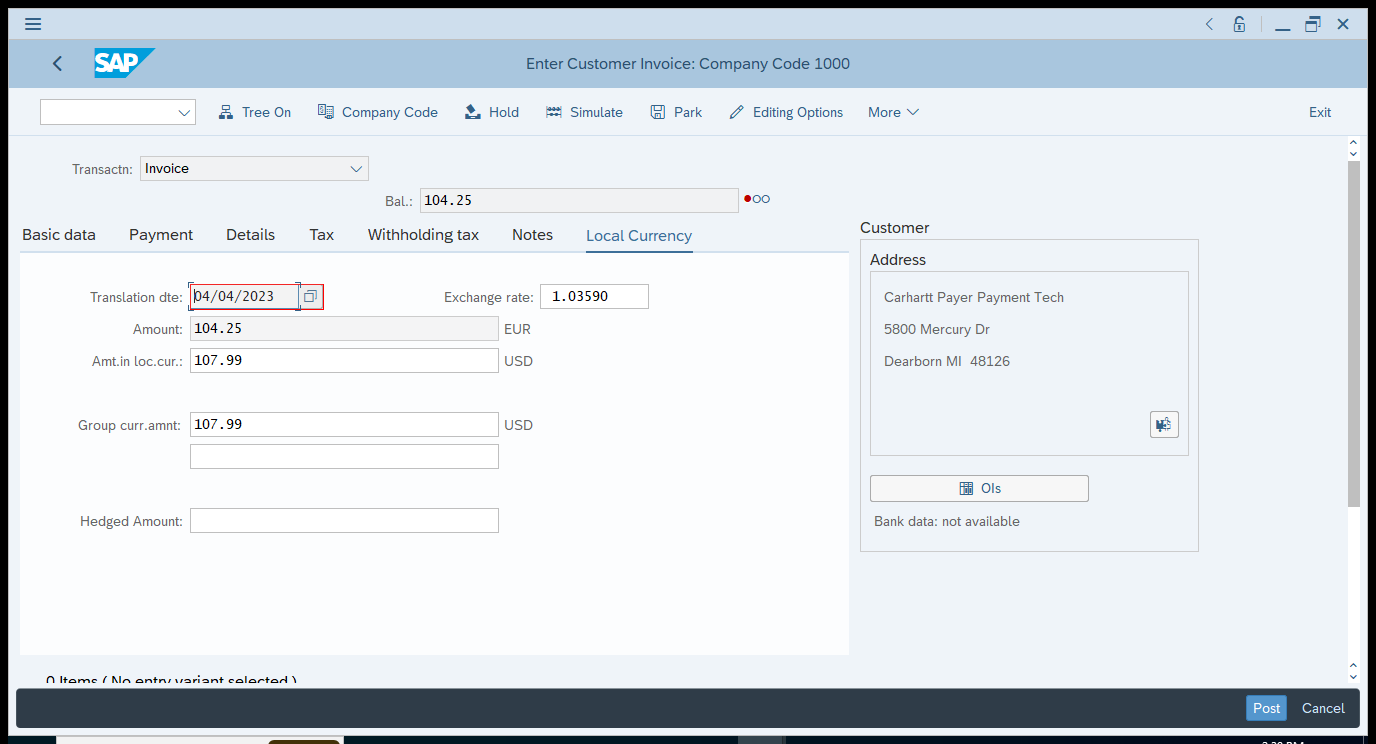 SAP
Enter Customer Invoice: Company Code 1000
Tree On Company Code Hold Simulate Park Editing Options More Exit
Transactn: Invoice
Bal.: 104.25
Basic data Payment Details Tax Withholding tax Notes Local Currency
Translation dte: 04/04/2023 Exchange rate: 1.03590
Amount: 104.25 EUR
Amt.in loc.cur.: 107.99 USD
Group curr.amnt: 107.99 USD
Hedged Amount:
Customer
Address
Carhartt Payer Payment Tech
5800 Mercury Dr
Dearborn MI 48126
OIs
Bank data: not available
0 Items ( No entry variant selected )
Post Cancel